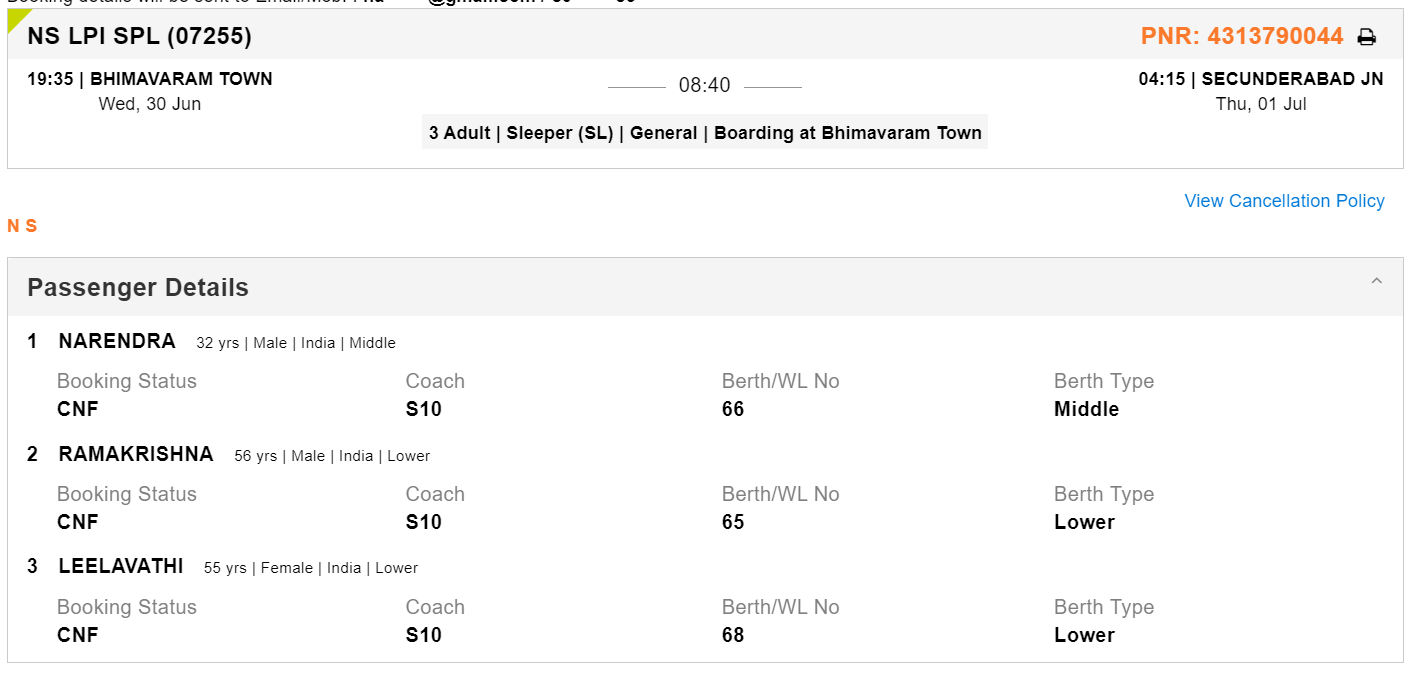 NS LPI SPL (07255)
PNR: 4313790044
19:35 | BHIMAVARAM TOWN
08:40
04:15 | SECUNDERABAD JN
Wed, 30 Jun
Thu, 01 Jul
3 Adult | Sleeper (SL) | General | Boarding at Bhimavaram Town
View Cancellation Policy
N S
Passenger Details
1 NARENDRA 32 yrs | Male | India | Middle
Booking Status Coach Berth/WL No Berth Type
CNF S10 66 Middle
2 RAMAKRISHNA 56 yrs | Male | India | Lower
Booking Status Coach Berth/WL No Berth Type
CNF S10 65 Lower
3 LEELAVATHI 55 yrs | Female | India | Lower
Booking Status Coach Berth/WL No Berth Type
CNF S10 68 Lower